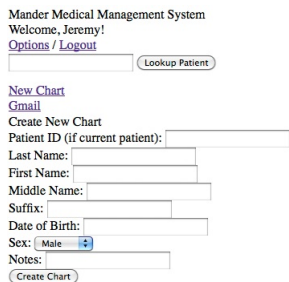 Mander Medical Management System
Welcome, Jeremy!
Options / Logout
Lookup Patient
New Chart
Gmail
Create New Chart
Patient ID (if current patient):
Last Name:
First Name:
Middle Name:
Suffix:
Date of Birth:
Sex: Male
Notes:
Create Chart